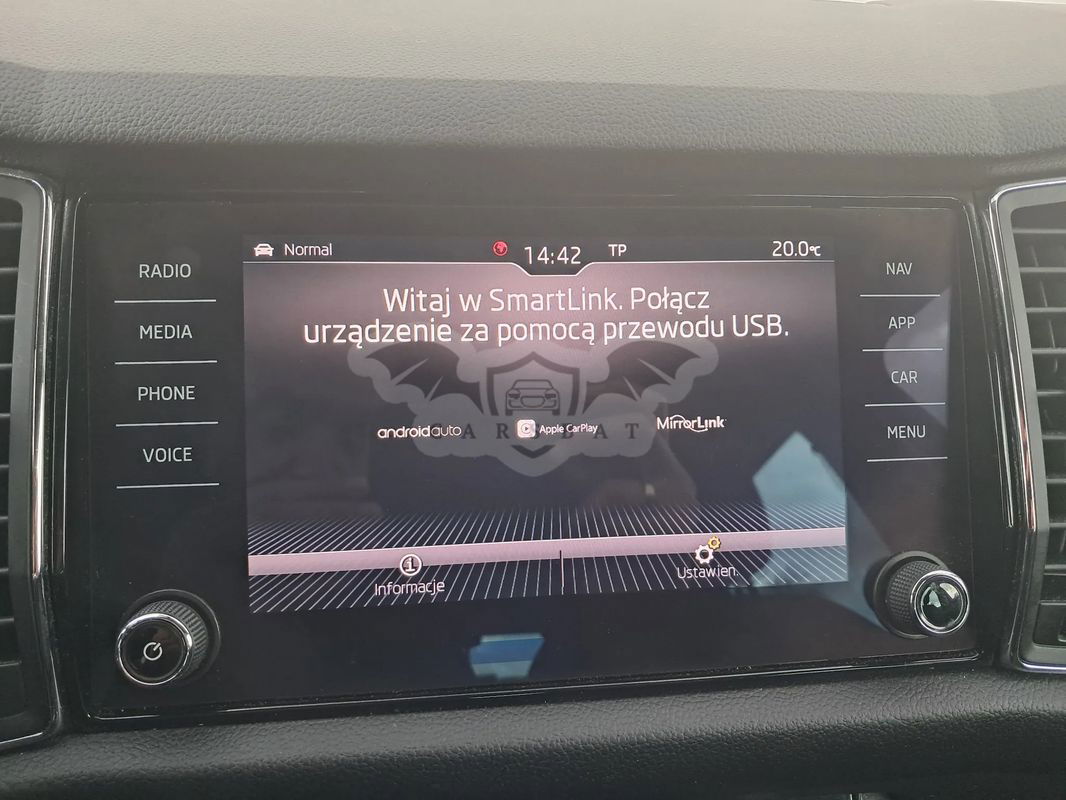 Normal
14:42
TP
20.0°C
RADIO
MEDIA
PHONE
VOICE
NAV
APP
CAR
MENU
Witaj w SmartLink. Połącz
urządzenie za pomocą przewodu USB.
androidauto
Apple CarPlay
MirrorLink
CAROBAT
Informacje
Ustawien.